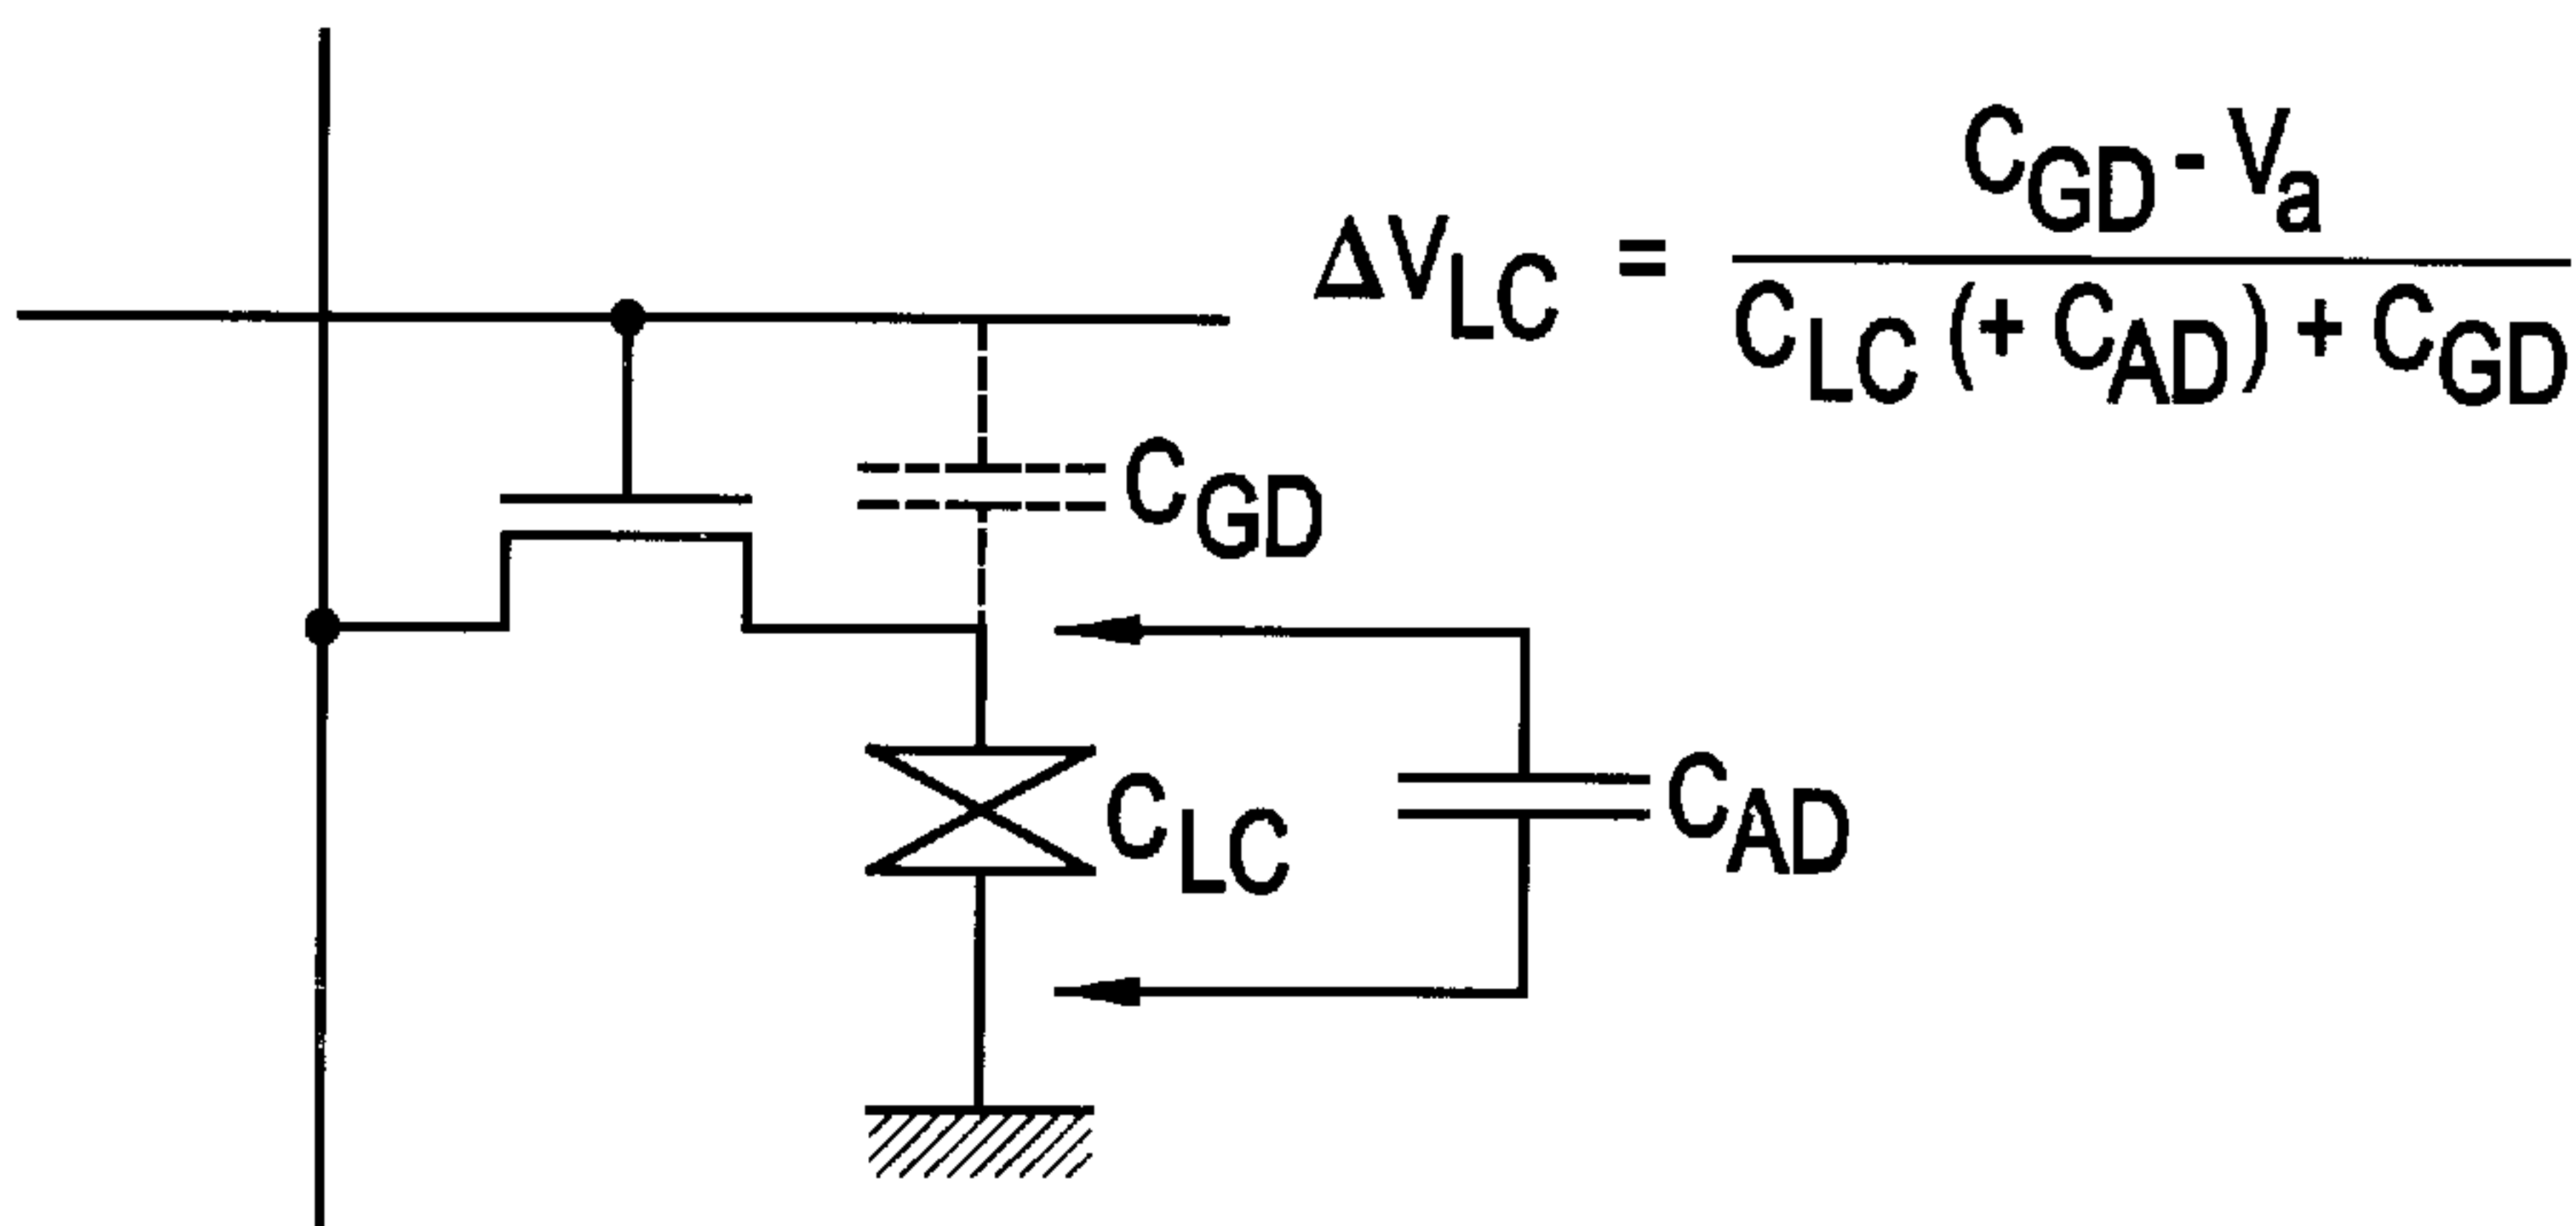 ΔV_LC = (C_GD - V_a) / (C_LC (+ C_AD) + C_GD)
C_GD
C_LC
C_AD